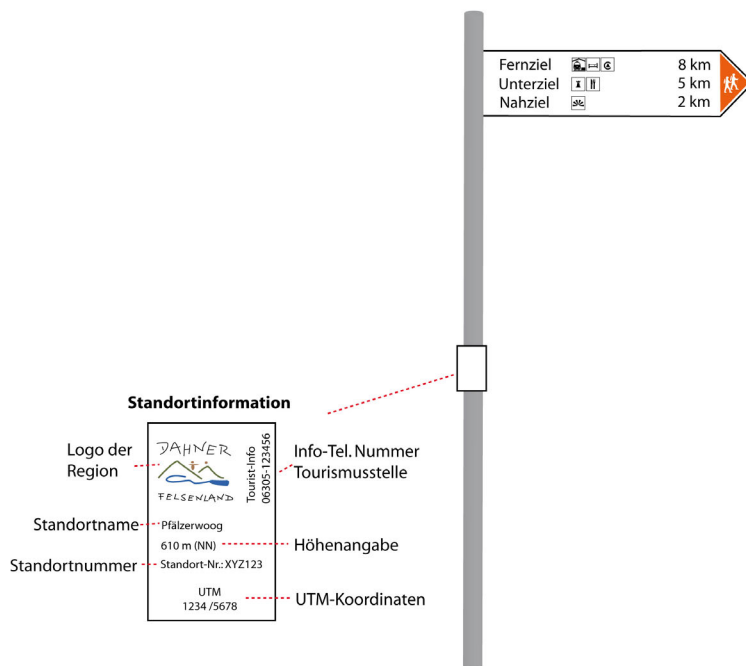 Fernziel 8 km
Unterziel 5 km
Nahziel 2 km
Standortinformation
Logo der
Region
DAHNER
FELSENLAND
Tourist-Info
06305-123456
Info-Tel. Nummer
Tourismusstelle
Standortname
Pfälzerwoog
610 m (NN)
Höhenangabe
Standortnummer
Standort-Nr.: XYZ123
UTM
1234 /5678
UTM-Koordinaten